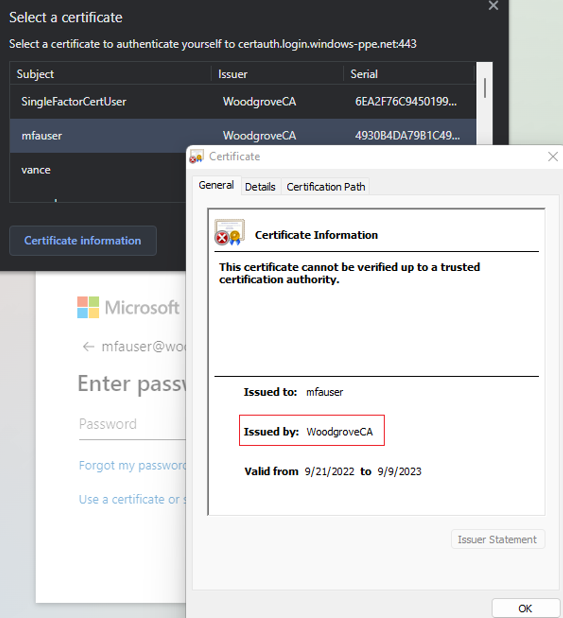 Select a certificate
Select a certificate to authenticate yourself to certauth.login.windows-ppe.net:443
Subject Issuer Serial
SingleFactorCertUser WoodgroveCA 6EA2F76C9450199...
mfauser WoodgroveCA 4930B4DA79B1C49...
vance
Certificate information
Certificate
General Details Certification Path
Certificate Information
This certificate cannot be verified up to a trusted
certification authority.
Issued to: mfauser
Issued by: WoodgroveCA
Valid from 9/21/2022 to 9/9/2023
Issuer Statement
OK
Microsoft
mfauser@woo
Enter passw
Password
Forgot my password
Use a certificate or s